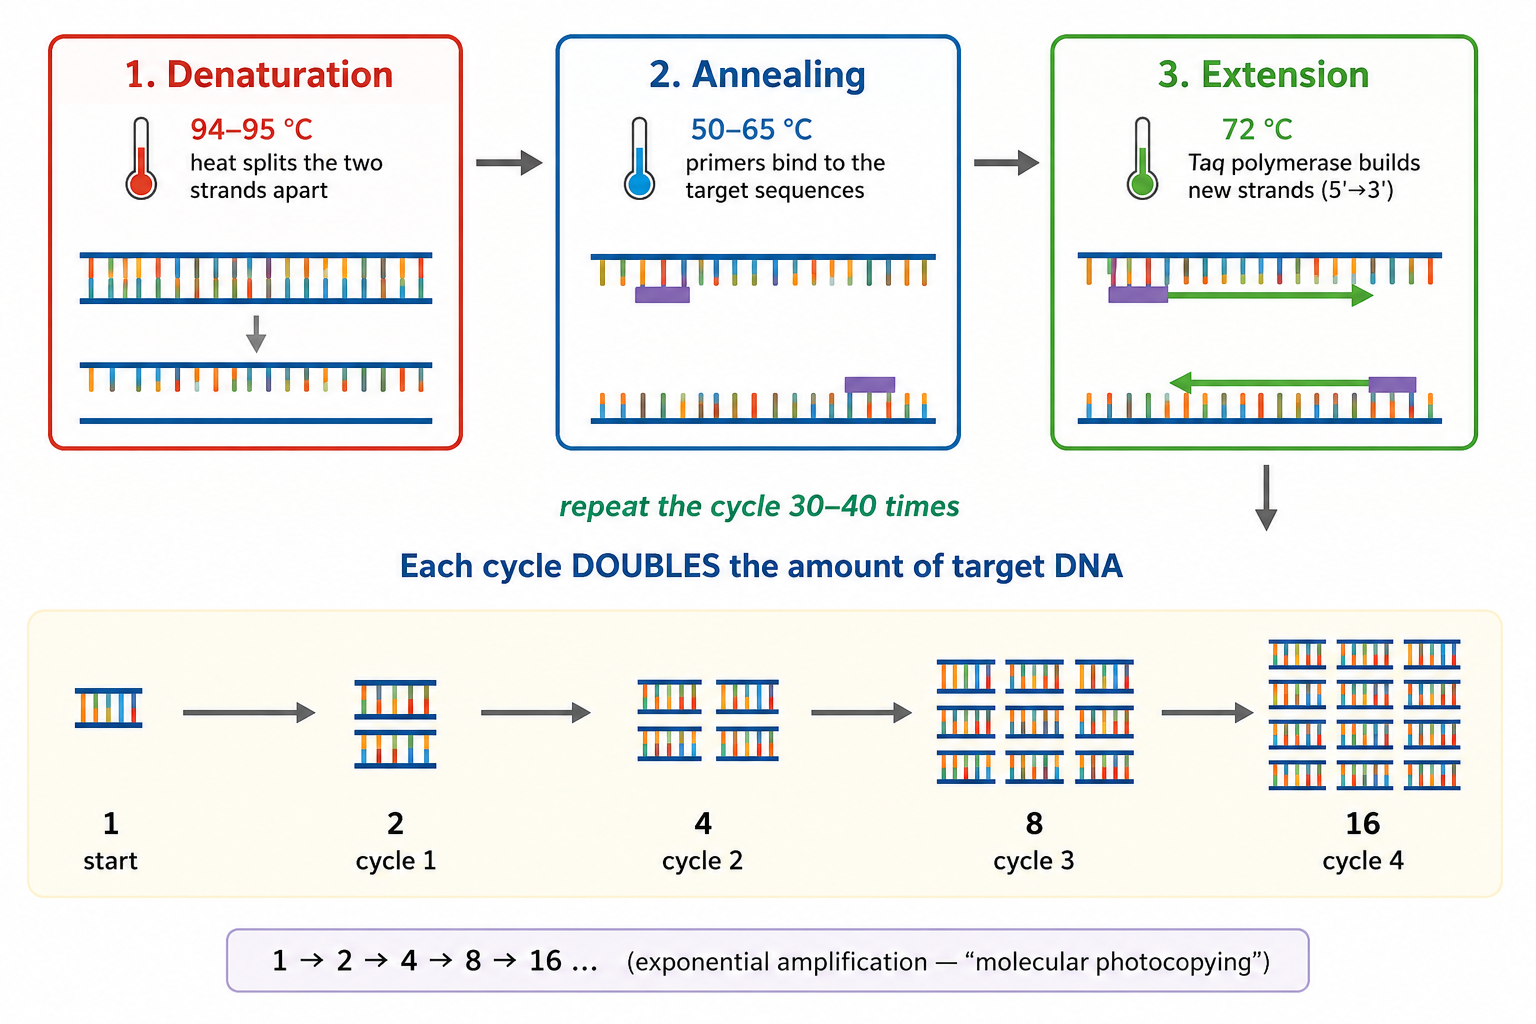 1. Denaturation
94–95 °C
heat splits the two
strands apart
2. Annealing
50–65 °C
primers bind to the
target sequences
3. Extension
72 °C
Taq polymerase builds
new strands (5'→3')
repeat the cycle 30–40 times
Each cycle DOUBLES the amount of target DNA
1
start
2
cycle 1
4
cycle 2
8
cycle 3
16
cycle 4
1 → 2 → 4 → 8 → 16 ... (exponential amplification — “molecular photocopying”)